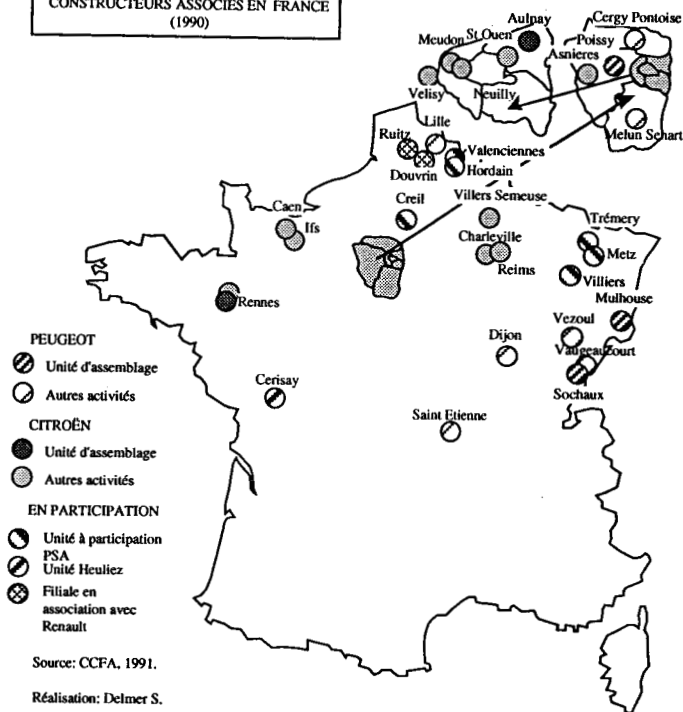 CONSTRUCTEURS ASSOCIES EN FRANCE
(1990)
Aulnay
Cergy Pontoise
Meudon
St Ouen
Poissy
Asnieres
Velisy
Neuilly
Melun Senart
Lille
Ruitz
Valenciennes
Douvrin
Hordain
Creil
Villers Semeuse
Caen
Ifs
Trémery
Charleville
Metz
Reims
Villiers
Rennes
Mulhouse
Vezoul
Dijon
Vaugeaucourt
Cerisay
Sochaux
Saint Etienne
PEUGEOT
Unité d'assemblage
Autres activités
CITROËN
Unité d'assemblage
Autres activités
EN PARTICIPATION
Unité à participation
PSA
Unité Heuliez
Filiale en
association avec
Renault
Source: CCFA, 1991.
Réalisation: Delmer S.